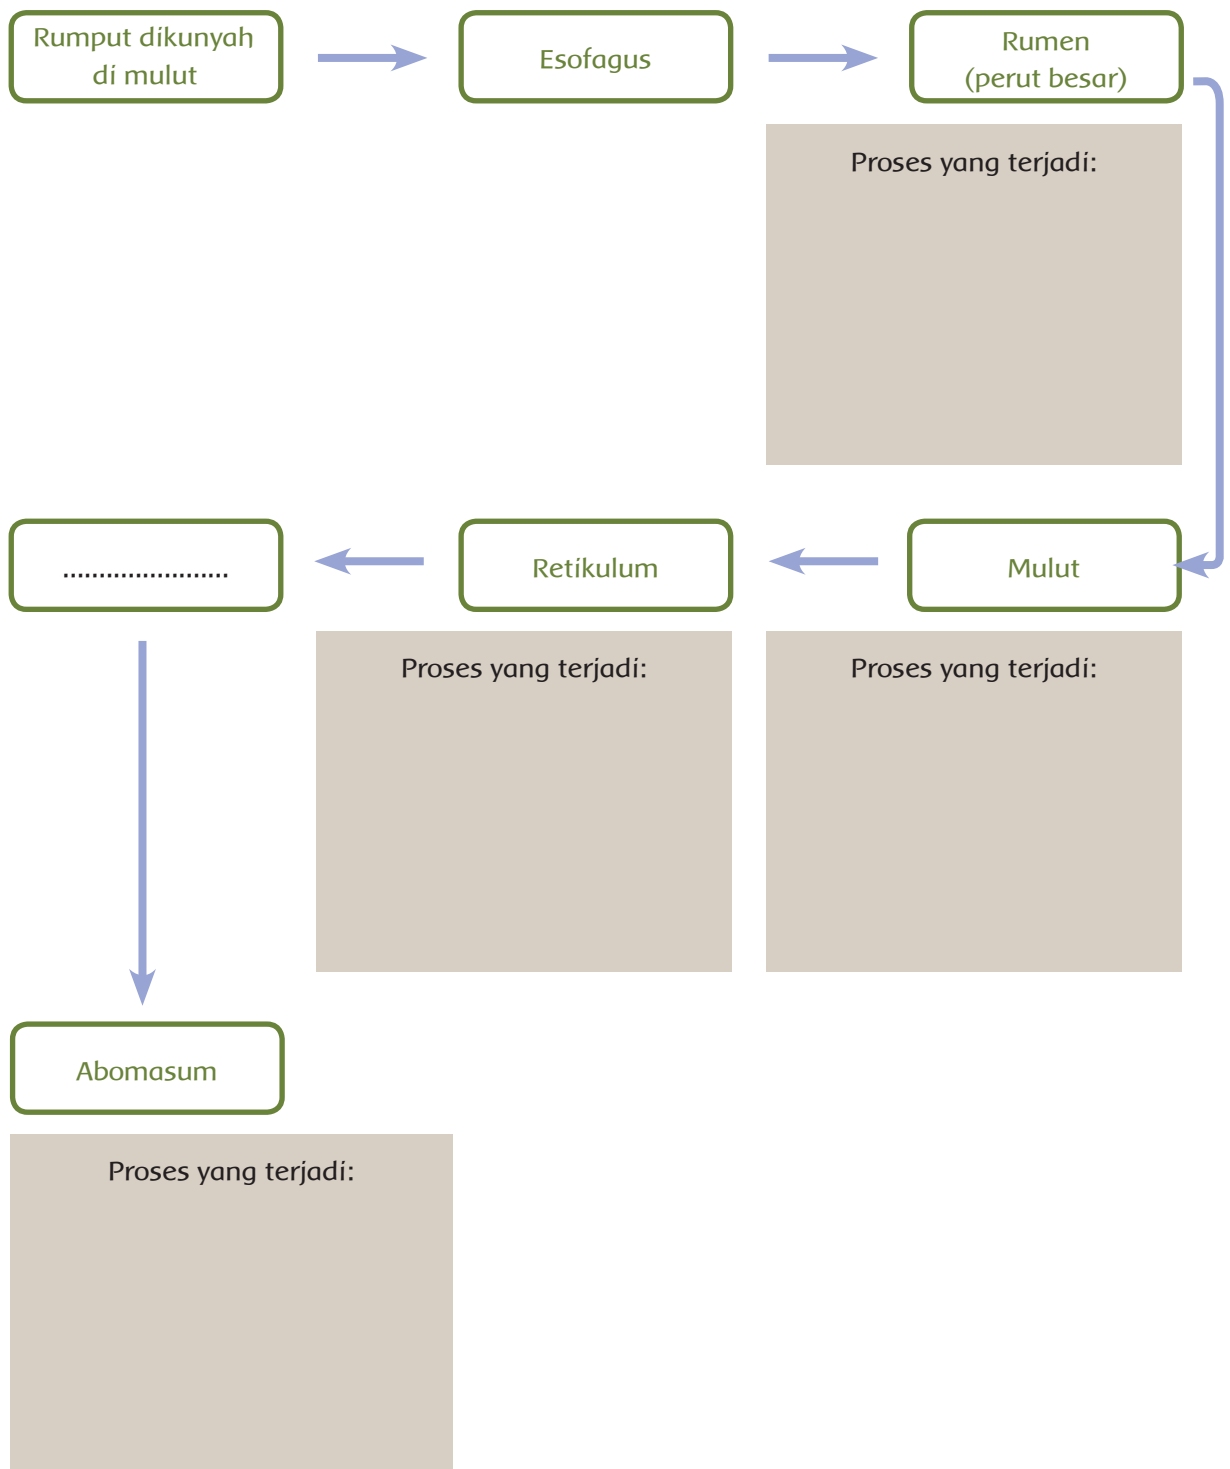 Rumput dikunyah
di mulut
Esofagus
Rumen
(perut besar)
Proses yang terjadi:
.......................
Retikulum
Mulut
Proses yang terjadi:
Proses yang terjadi:
Abomasum
Proses yang terjadi: